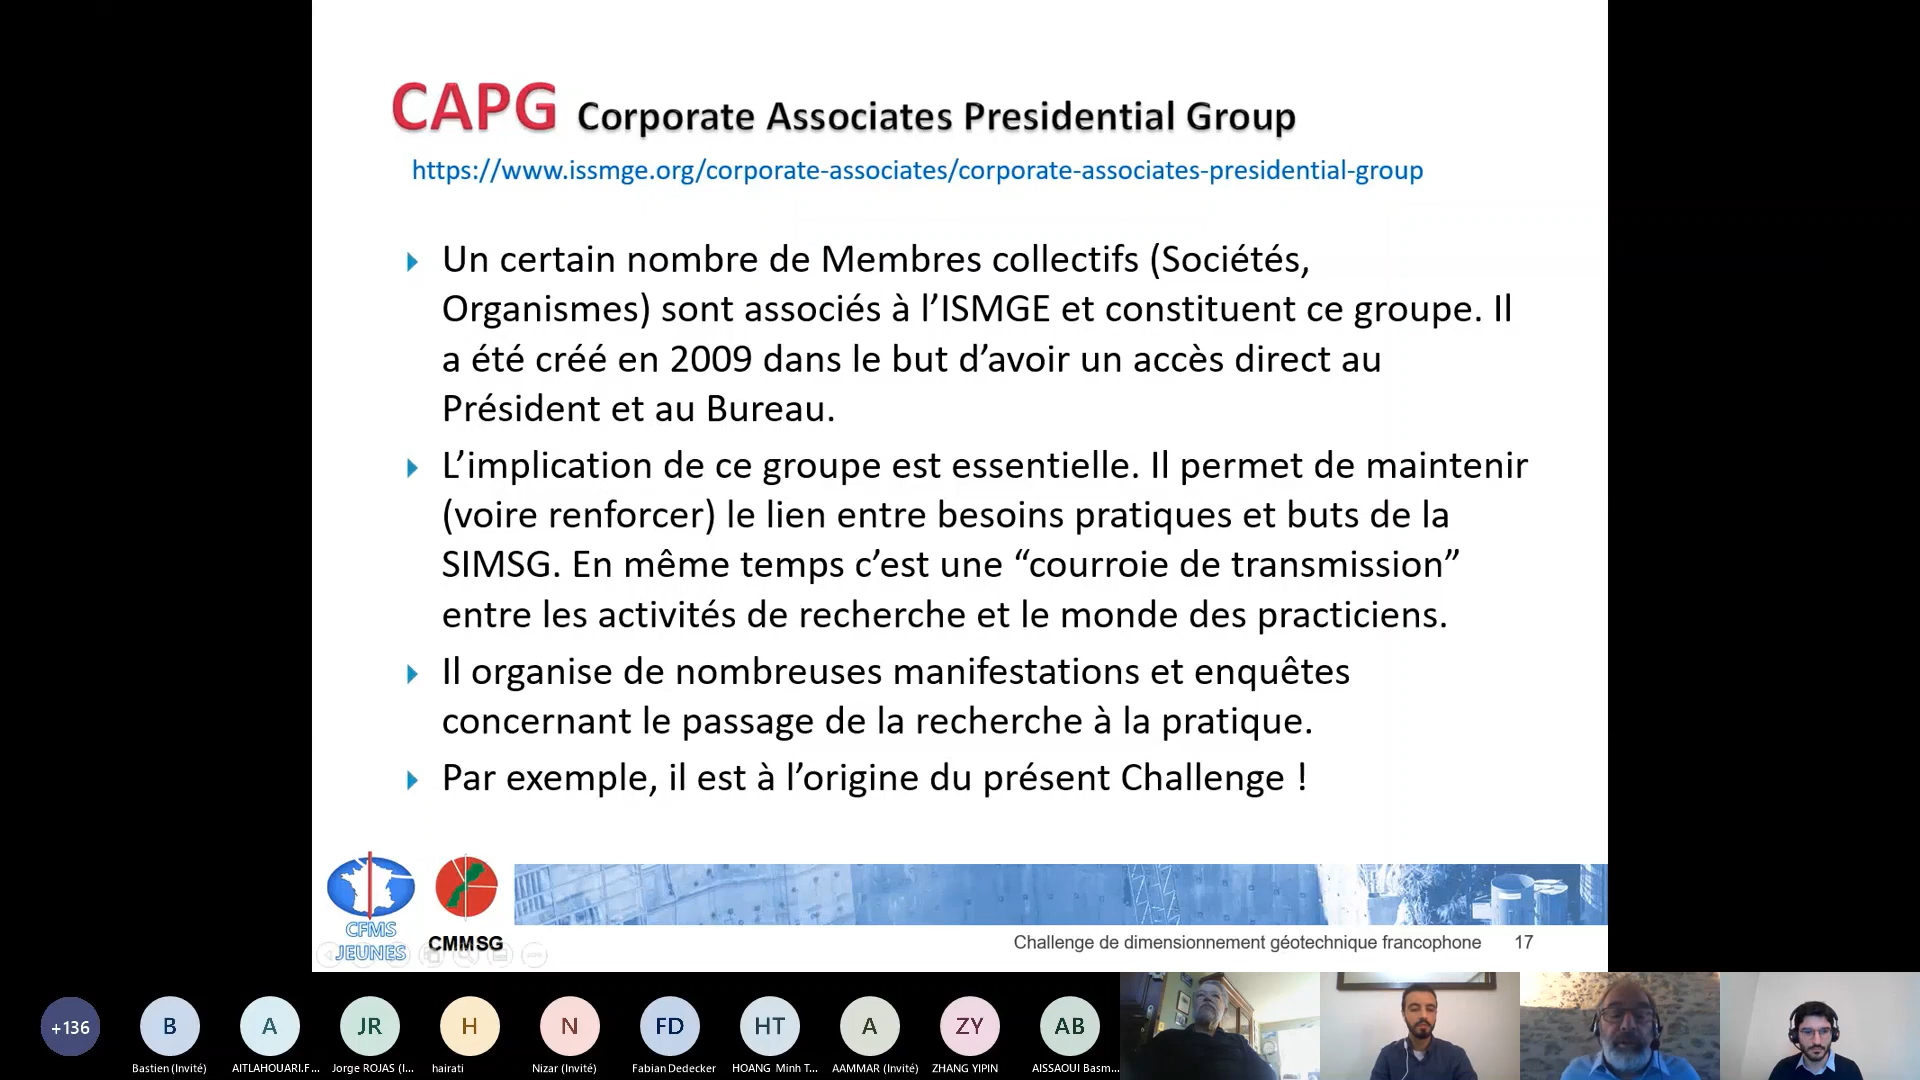 CAPG Corporate Associates Presidential Group
https://www.issmge.org/corporate-associates/corporate-associates-presidential-group
Un certain nombre de Membres collectifs (Sociétés,
Organismes) sont associés à l’ISMGE et constituent ce groupe. Il
a été créé en 2009 dans le but d’avoir un accès direct au
Président et au Bureau.
L’implication de ce groupe est essentielle. Il permet de maintenir
(voire renforcer) le lien entre besoins pratiques et buts de la
SIMSG. En même temps c’est une “courroie de transmission”
entre les activités de recherche et le monde des practiciens.
Il organise de nombreuses manifestations et enquêtes
concernant le passage de la recherche à la pratique.
Par exemple, il est à l’origine du présent Challenge !
CFMS
JEUNES
CMMSG
Challenge de dimensionnement géotechnique francophone 17
+136 B A JR H N FD HT A ZY AB
Bastien (Invité) AITLAHOUARI.F... Jorge ROJAS (I... hairati Nizar (Invité) Fabian Dedecker HOANG Minh T... AAMMAR (Invité) ZHANG YIPIN AISSAOUI Basm...